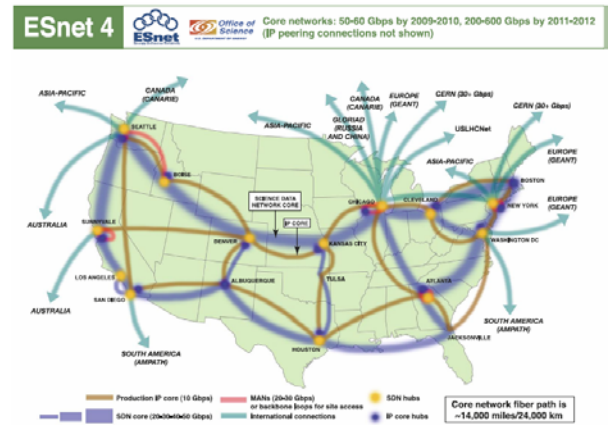 ESnet 4
ESnet
Office of
Science
Core networks: 50-60 Gbps by 2009-2010, 200-600 Gbps by 2011-2012
(IP peering connections not shown)
ASIA-PACIFIC
CANADA
(CANARIE)
ASIA-PACIFIC
GLORIAD
(RUSSIA
AND CHINA)
CANADA
(CANARIE)
EUROPE
(GEANT)
CERN (30+ Gbps)
USLHCNet
ASIA-PACIFIC
CERN (30+ Gbps)
EUROPE
(GEANT)
EUROPE
(GEANT)
SEATTLE
BOISE
SCIENCE DATA
NETWORK CORE
IP CORE
CHICAGO
CLEVELAND
BOSTON
NEW YORK
WASHINGTON DC
AUSTRALIA
SUNNYVALE
DENVER
KANSAS CITY
TULSA
LOS ANGELES
SAN DIEGO
ALBUQUERQUE
ATLANTA
AUSTRALIA
SOUTH AMERICA
(AMPATH)
HOUSTON
JACKSONVILLE
SOUTH AMERICA
(AMPATH)
Production IP core (10 Gbps)
SDN core (20-30-40-50 Gbps)
MANs (20-30 Gbps)
or backbone loops for site access
International connections
SDN hubs
IP core hubs
Core network fiber path is
~14,000 miles/24,000 km